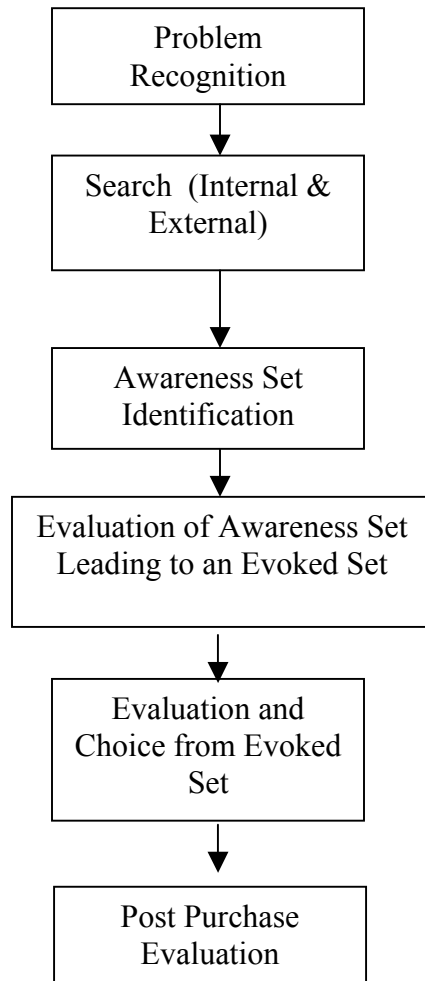 Problem
Recognition
Search (Internal &
External)
Awareness Set
Identification
Evaluation of Awareness Set
Leading to an Evoked Set
Evaluation and
Choice from Evoked
Set
Post Purchase
Evaluation